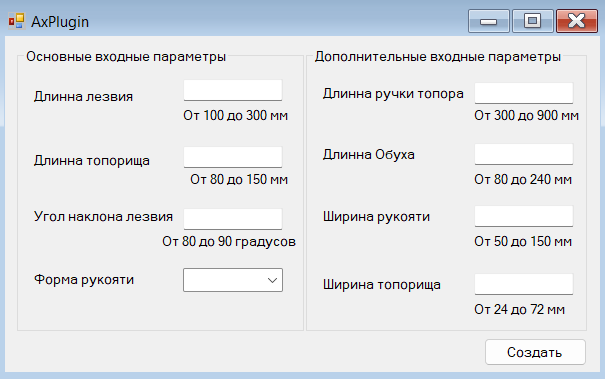 AxPlugin
Основные входные параметры
Длинна лезвия
От 100 до 300 мм
Длинна топорища
От 80 до 150 мм
Угол наклона лезвия
От 80 до 90 градусов
Форма рукояти
Дополнительные входные параметры
Длинна ручки топора
От 300 до 900 мм
Длинна Обуха
От 80 до 240 мм
Ширина рукояти
От 50 до 150 мм
Ширина топорища
От 24 до 72 мм
Создать